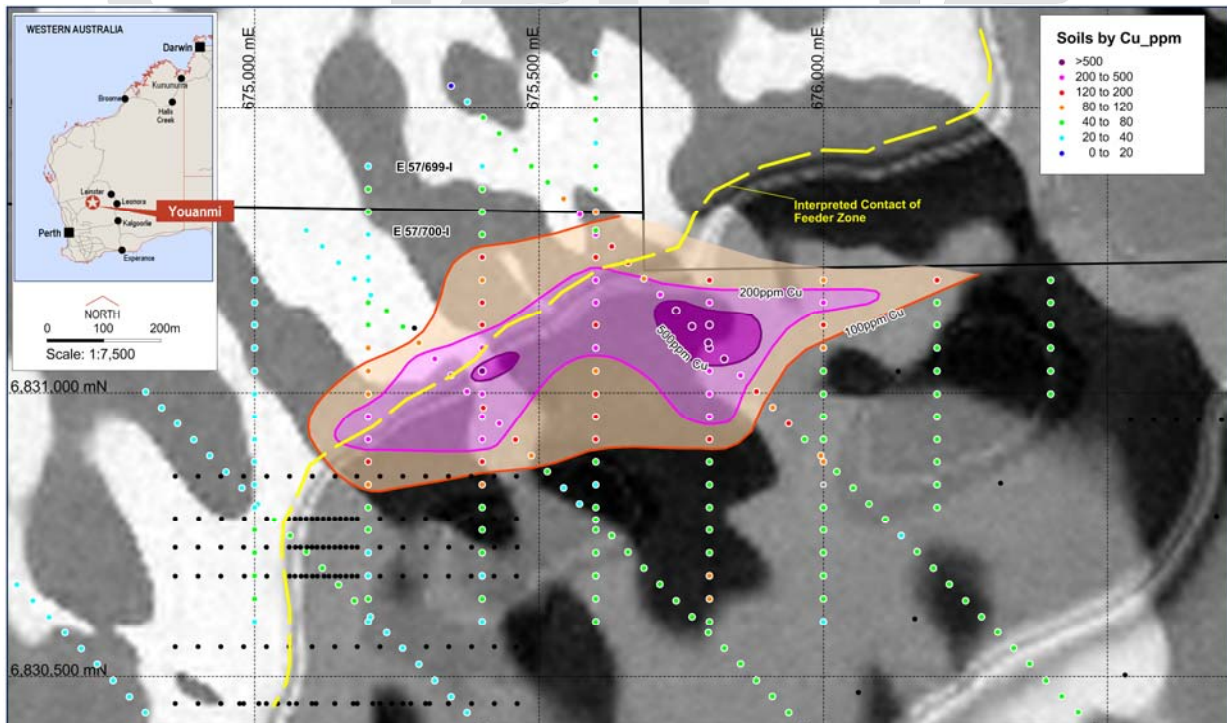 WESTERN AUSTRALIA
Darwin
Kununurra
Broome
Halls
Creek
Leinster
Leonora
Youanmi
Kalgoorlie
Perth
Esperance
NORTH
0 100 200m
Scale: 1:7,500
675,000 mE
675,500 mE
676,000 mE
Soils by Cu_ppm
>500
200 to 500
120 to 200
80 to 120
40 to 80
20 to 40
0 to 20
E 57/699-I
E 57/700-I
Interpreted Contact of
Feeder Zone
200ppm Cu
100ppm Cu
500ppm Cu
6,831,000 mN
6,830,500 mN